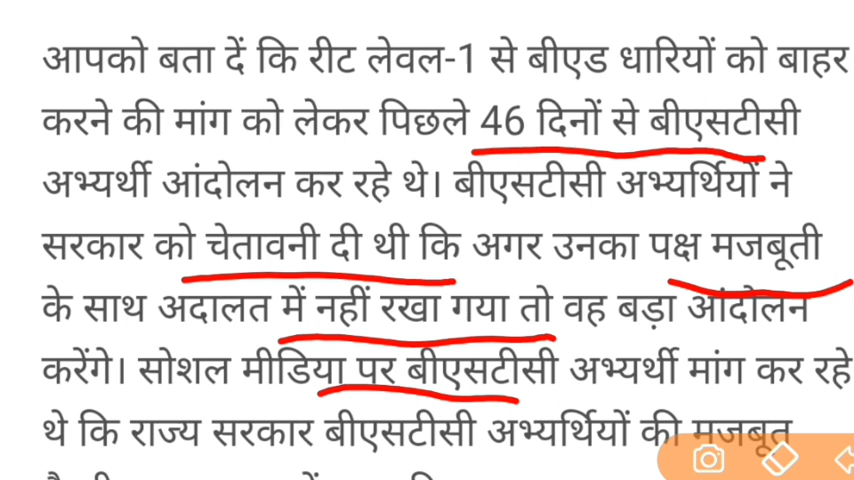 आपको बता दें कि रीट लेवल-1 से बीएड धारियों को बाहर
करने की मांग को लेकर पिछले 46 दिनों से बीएसटीसी
अभ्यर्थी आंदोलन कर रहे थे। बीएसटीसी अभ्यर्थियों ने
सरकार को चेतावनी दी थी कि अगर उनका पक्ष मजबूती
के साथ अदालत में नहीं रखा गया तो वह बड़ा आंदोलन
करेंगे। सोशल मीडिया पर बीएसटीसी अभ्यर्थी मांग कर रहे
थे कि राज्य सरकार बीएसटीसी अभ्यर्थियों की मजबूत